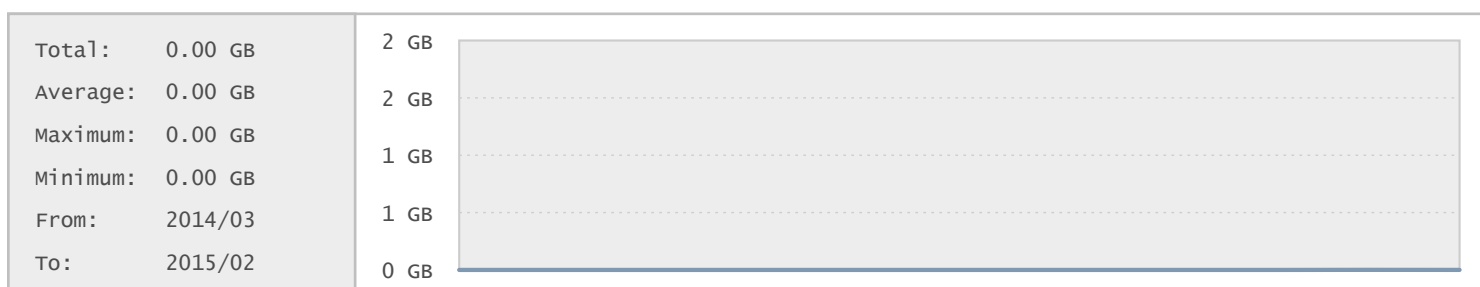 Total: 0.00 GB
Average: 0.00 GB
Maximum: 0.00 GB
Minimum: 0.00 GB
From: 2014/03
To: 2015/02
2 GB
2 GB
1 GB
1 GB
0 GB